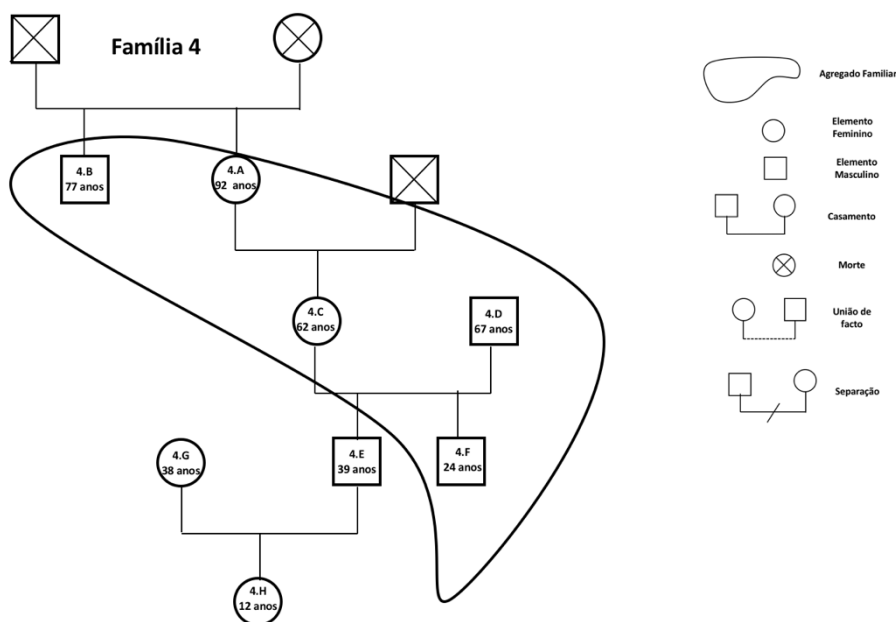 Família 4
4.B
77 anos
4.A
92 anos
4.C
62 anos
4.D
67 anos
4.G
38 anos
4.E
39 anos
4.F
24 anos
4.H
12 anos
Agregado Familiar
Elemento
Feminino
Elemento
Masculino
Casamento
Morte
União de
facto
Separação